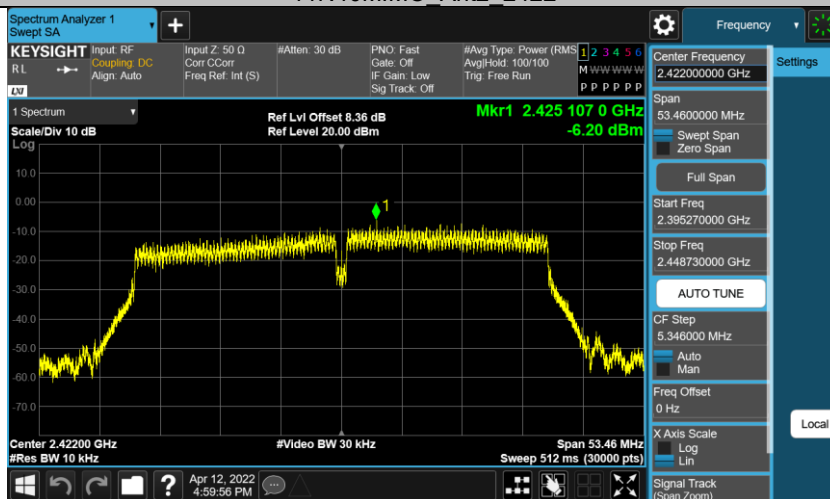 Spectrum Analyzer 1
Swept SA
+
Frequency
KEYSIGHT
RL
LXI
Input: RF
Coupling: DC
Align: Auto
Input Z: 50 Ω
Corr CCorr
Freq Ref: Int (S)
#Atten: 30 dB
PNO: Fast
Gate: Off
IF Gain: Low
Sig Track: Off
#Avg Type: Power (RMS
Avg|Hold: 100/100
Trig: Free Run
1 2 3 4 5 6
M W W W W W
P P P P P P
Center Frequency
2.422000000 GHz
Settings
Span
53.4600000 MHz
Swept Span
Zero Span
Full Span
Start Freq
2.395270000 GHz
Stop Freq
2.448730000 GHz
AUTO TUNE
CF Step
5.346000 MHz
Auto
Man
Freq Offset
0 Hz
Local
X Axis Scale
Log
Lin
Signal Track
(Span Zoom)
1 Spectrum
Scale/Div 10 dB
Log
Ref Lvl Offset 8.36 dB
Ref Level 20.00 dBm
Mkr1 2.425 107 0 GHz
-6.20 dBm
10.0
0.00
-10.0
-20.0
-30.0
-40.0
-50.0
-60.0
-70.0
1
Center 2.42200 GHz
#Res BW 10 kHz
#Video BW 30 kHz
Span 53.46 MHz
Sweep 512 ms (30000 pts)
?
Apr 12, 2022
4:59:56 PM